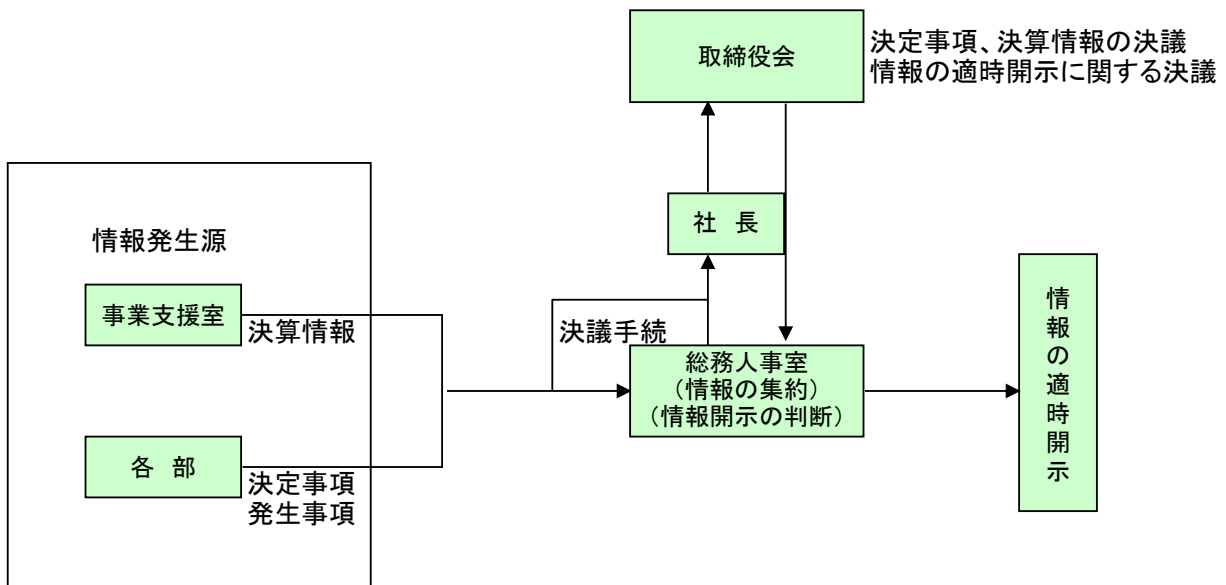 取締役会
決定事項、決算情報の決議
情報の適時開示に関する決議
社 長
情報発生源
事業支援室
決算情報
決議手続
総務人事室
（情報の集約）
（情報開示の判断）
各 部
決定事項
発生事項
情報の適時開示